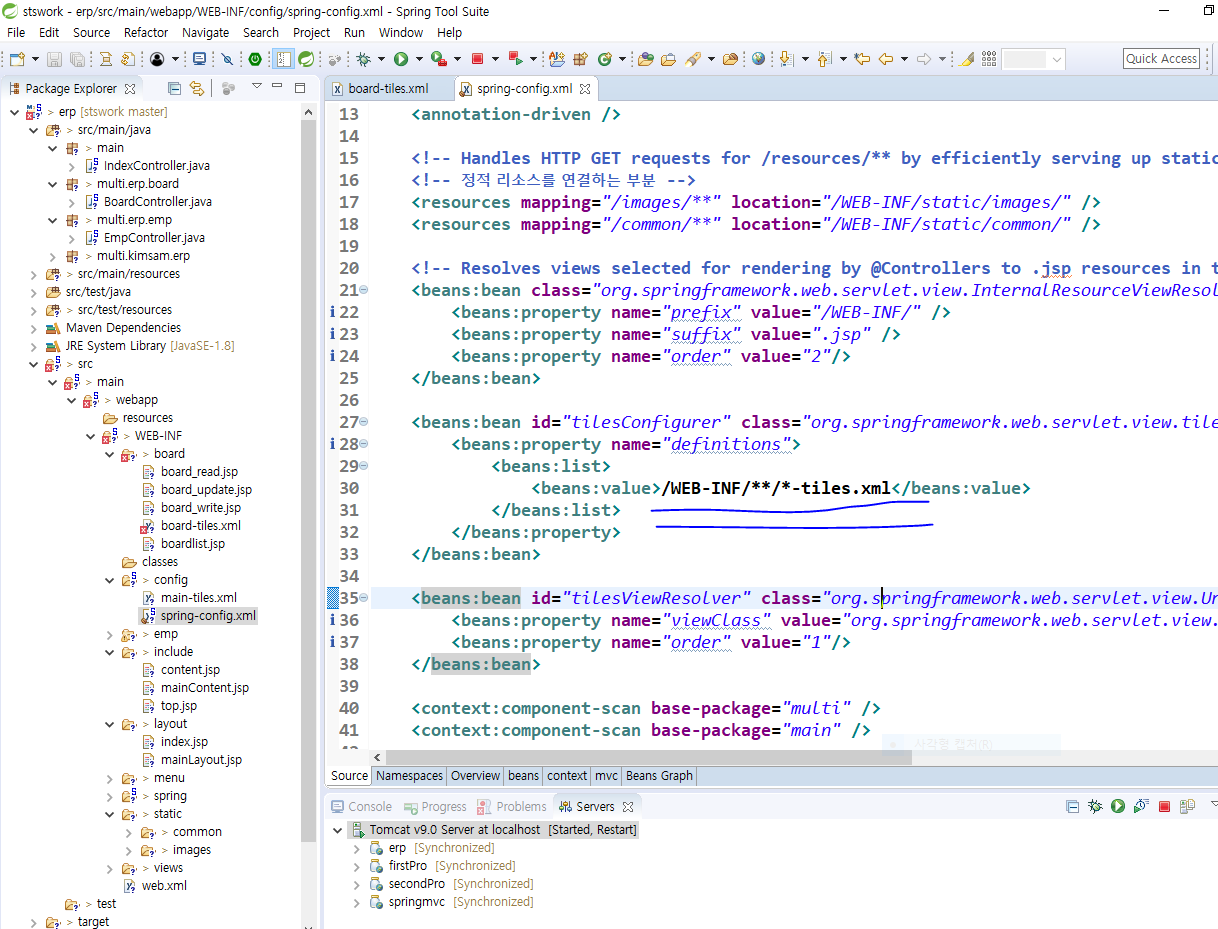 stswork - erp/src/main/webapp/WEB-INF/config/spring-config.xml - Spring Tool Suite
File Edit Source Refactor Navigate Search Project Run Window Help
Quick Access
Package Explorer
erp [stswork master]
src/main/java
main
IndexController.java
multi.erp.board
BoardController.java
multi.erp.emp
EmpController.java
multi.kimsam.erp
src/main/resources
src/test/java
src/test/resources
Maven Dependencies
JRE System Library [JavaSE-1.8]
src
main
webapp
resources
WEB-INF
board
board_read.jsp
board_update.jsp
board_write.jsp
board-tiles.xml
boardlist.jsp
classes
config
main-tiles.xml
spring-config.xml
emp
include
content.jsp
mainContent.jsp
top.jsp
layout
index.jsp
mainLayout.jsp
menu
spring
static
common
images
views
web.xml
test
target
board-tiles.xml spring-config.xml
13 <annotation-driven />
14
15 <!-- Handles HTTP GET requests for /resources/** by efficiently serving up static
16 <!-- 정적 리소스를 연결하는 부분 -->
17 <resources mapping="/images/**" location="/WEB-INF/static/images/" />
18 <resources mapping="/common/**" location="/WEB-INF/static/common/" />
19
20 <!-- Resolves views selected for rendering by @Controllers to .jsp resources in t
21 <beans:bean class="org.springframework.web.servlet.view.InternalResourceViewResol
22 <beans:property name="prefix" value="/WEB-INF/" />
23 <beans:property name="suffix" value=".jsp" />
24 <beans:property name="order" value="2"/>
25 </beans:bean>
26
27 <beans:bean id="tilesConfigurer" class="org.springframework.web.servlet.view.tile
28 <beans:property name="definitions">
29 <beans:list>
30 <beans:value>/WEB-INF/**/*-tiles.xml</beans:value>
31 </beans:list>
32 </beans:property>
33 </beans:bean>
34
35 <beans:bean id="tilesViewResolver" class="org.springframework.web.servlet.view.Ur
36 <beans:property name="viewClass" value="org.springframework.web.servlet.view.
37 <beans:property name="order" value="1"/>
38 </beans:bean>
39
40 <context:component-scan base-package="multi" />
41 <context:component-scan base-package="main" />
사각형 캡처(R)
Source Namespaces Overview beans context mvc Beans Graph
Console Progress Problems Servers
Tomcat v9.0 Server at localhost [Started, Restart]
erp [Synchronized]
firstPro [Synchronized]
secondPro [Synchronized]
springmvc [Synchronized]